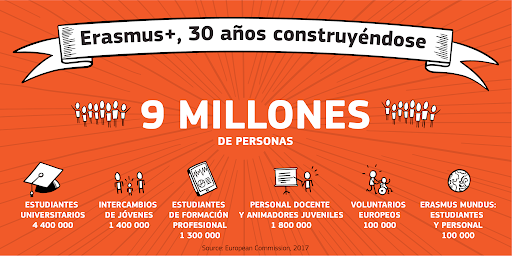 Erasmus+, 30 años construyéndose
9 MILLONES
DE PERSONAS
ESTUDIANTES
UNIVERSITARIOS
4 400 000
INTERCAMBIOS
DE JÓVENES
1 400 000
ESTUDIANTES
DE FORMACIÓN
PROFESIONAL
1 300 000
PERSONAL DOCENTE
Y ANIMADORES JUVENILES
1 800 000
VOLUNTARIOS
EUROPEOS
100 000
ERASMUS MUNDUS:
ESTUDIANTES
Y PERSONAL
100 000
Source: European Commission, 2017